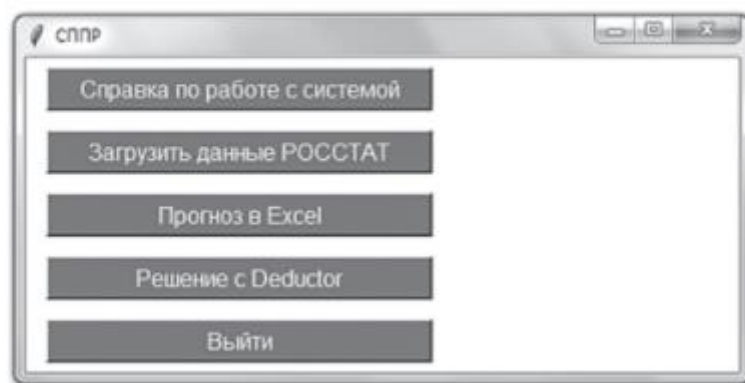 СППР
Справка по работе с системой
Загрузить данные РОССТАТ
Прогноз в Excel
Решение с Deductor
Выйти